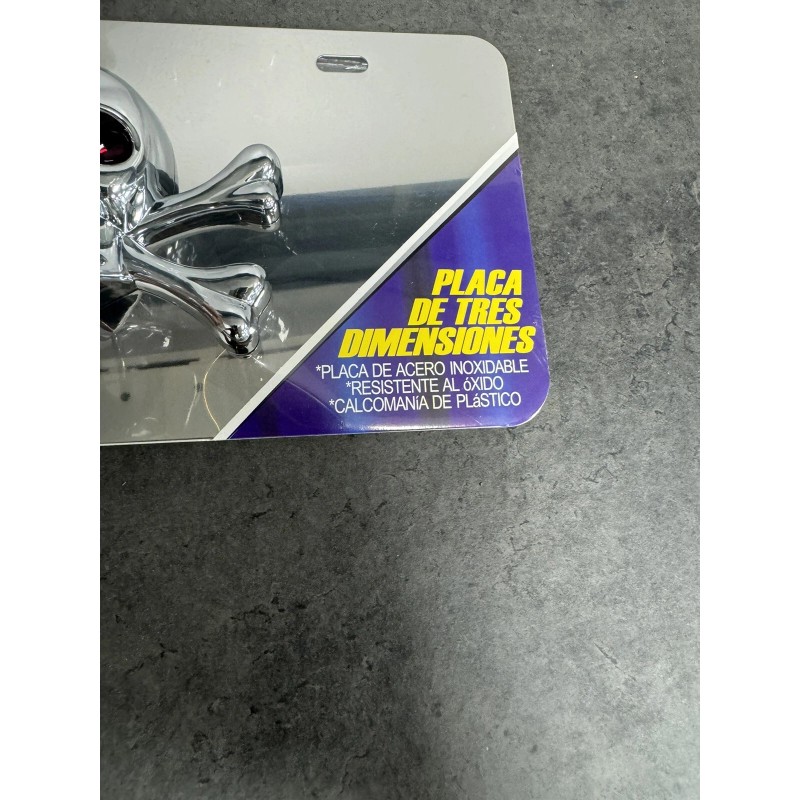 PLACA
DE TRES
DIMENSIONES
*PLACA DE ACERO INOXIDABLE
*RESISTENTE AL óXIDO
*CALCOMANíA DE PLáSTICO